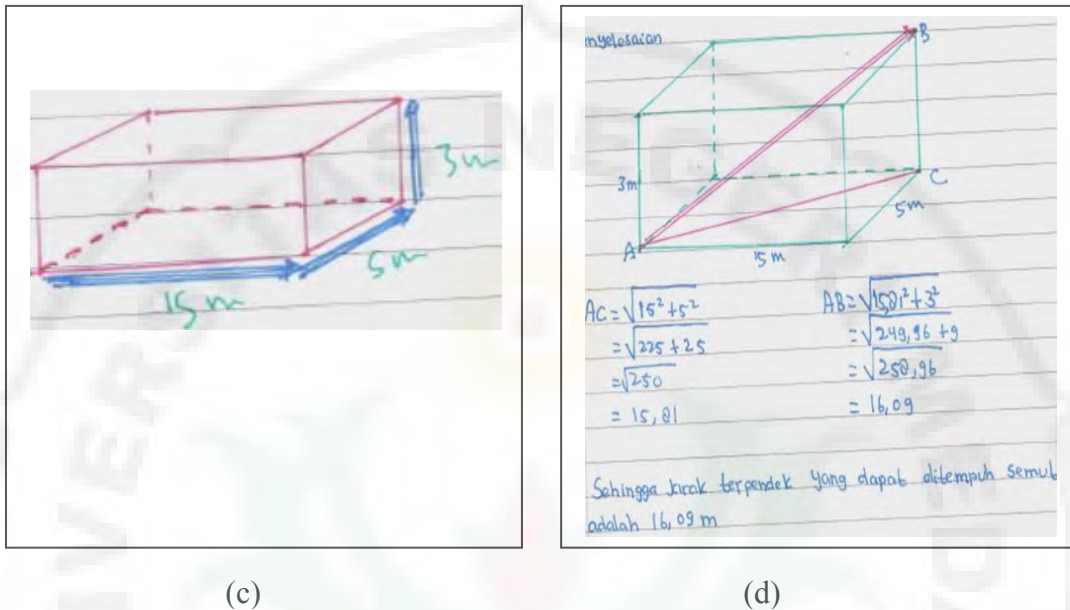 3m
5m
15m
(c)
nyelesaian
B
3m
C
5m
A
15m
AC = √15² + 5²
= √225 + 25
= √250
= 15,81
AB = √15,81² + 3²
= √249,96 + 9
= √258,96
= 16,09
Sehingga jarak terpendek yang dapat ditempuh semut
adalah 16,09 m
(d)